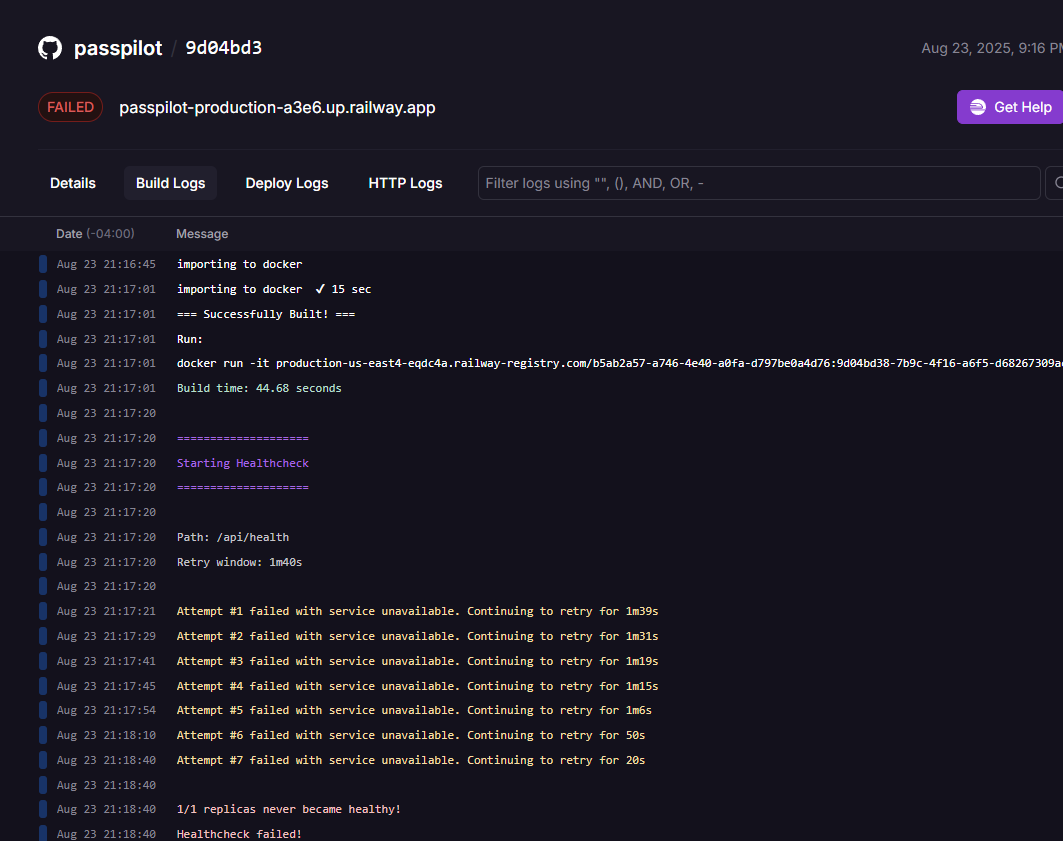 passpilot / 9d04bd3
Aug 23, 2025, 9:16 PM
FAILED passpilot-production-a3e6.up.railway.app
Get Help
Details Build Logs Deploy Logs HTTP Logs Filter logs using "", (), AND, OR, -
Date (-04:00) Message
Aug 23 21:16:45 importing to docker
Aug 23 21:17:01 importing to docker ✓ 15 sec
Aug 23 21:17:01 === Successfully Built! ===
Aug 23 21:17:01 Run:
Aug 23 21:17:01 docker run -it production-us-east4-eqdc4a.railway-registry.com/b5ab2a57-a746-4e40-a0fa-d797be0a4d76:9d04bd38-7b9c-4f16-a6f5-d68267309a
Aug 23 21:17:01 Build time: 44.68 seconds
Aug 23 21:17:20
Aug 23 21:17:20 ====================
Aug 23 21:17:20 Starting Healthcheck
Aug 23 21:17:20 ====================
Aug 23 21:17:20
Aug 23 21:17:20 Path: /api/health
Aug 23 21:17:20 Retry window: 1m40s
Aug 23 21:17:20
Aug 23 21:17:21 Attempt #1 failed with service unavailable. Continuing to retry for 1m39s
Aug 23 21:17:29 Attempt #2 failed with service unavailable. Continuing to retry for 1m31s
Aug 23 21:17:41 Attempt #3 failed with service unavailable. Continuing to retry for 1m19s
Aug 23 21:17:45 Attempt #4 failed with service unavailable. Continuing to retry for 1m15s
Aug 23 21:17:54 Attempt #5 failed with service unavailable. Continuing to retry for 1m6s
Aug 23 21:18:10 Attempt #6 failed with service unavailable. Continuing to retry for 50s
Aug 23 21:18:40 Attempt #7 failed with service unavailable. Continuing to retry for 20s
Aug 23 21:18:40
Aug 23 21:18:40 1/1 replicas never became healthy!
Aug 23 21:18:40 Healthcheck failed!